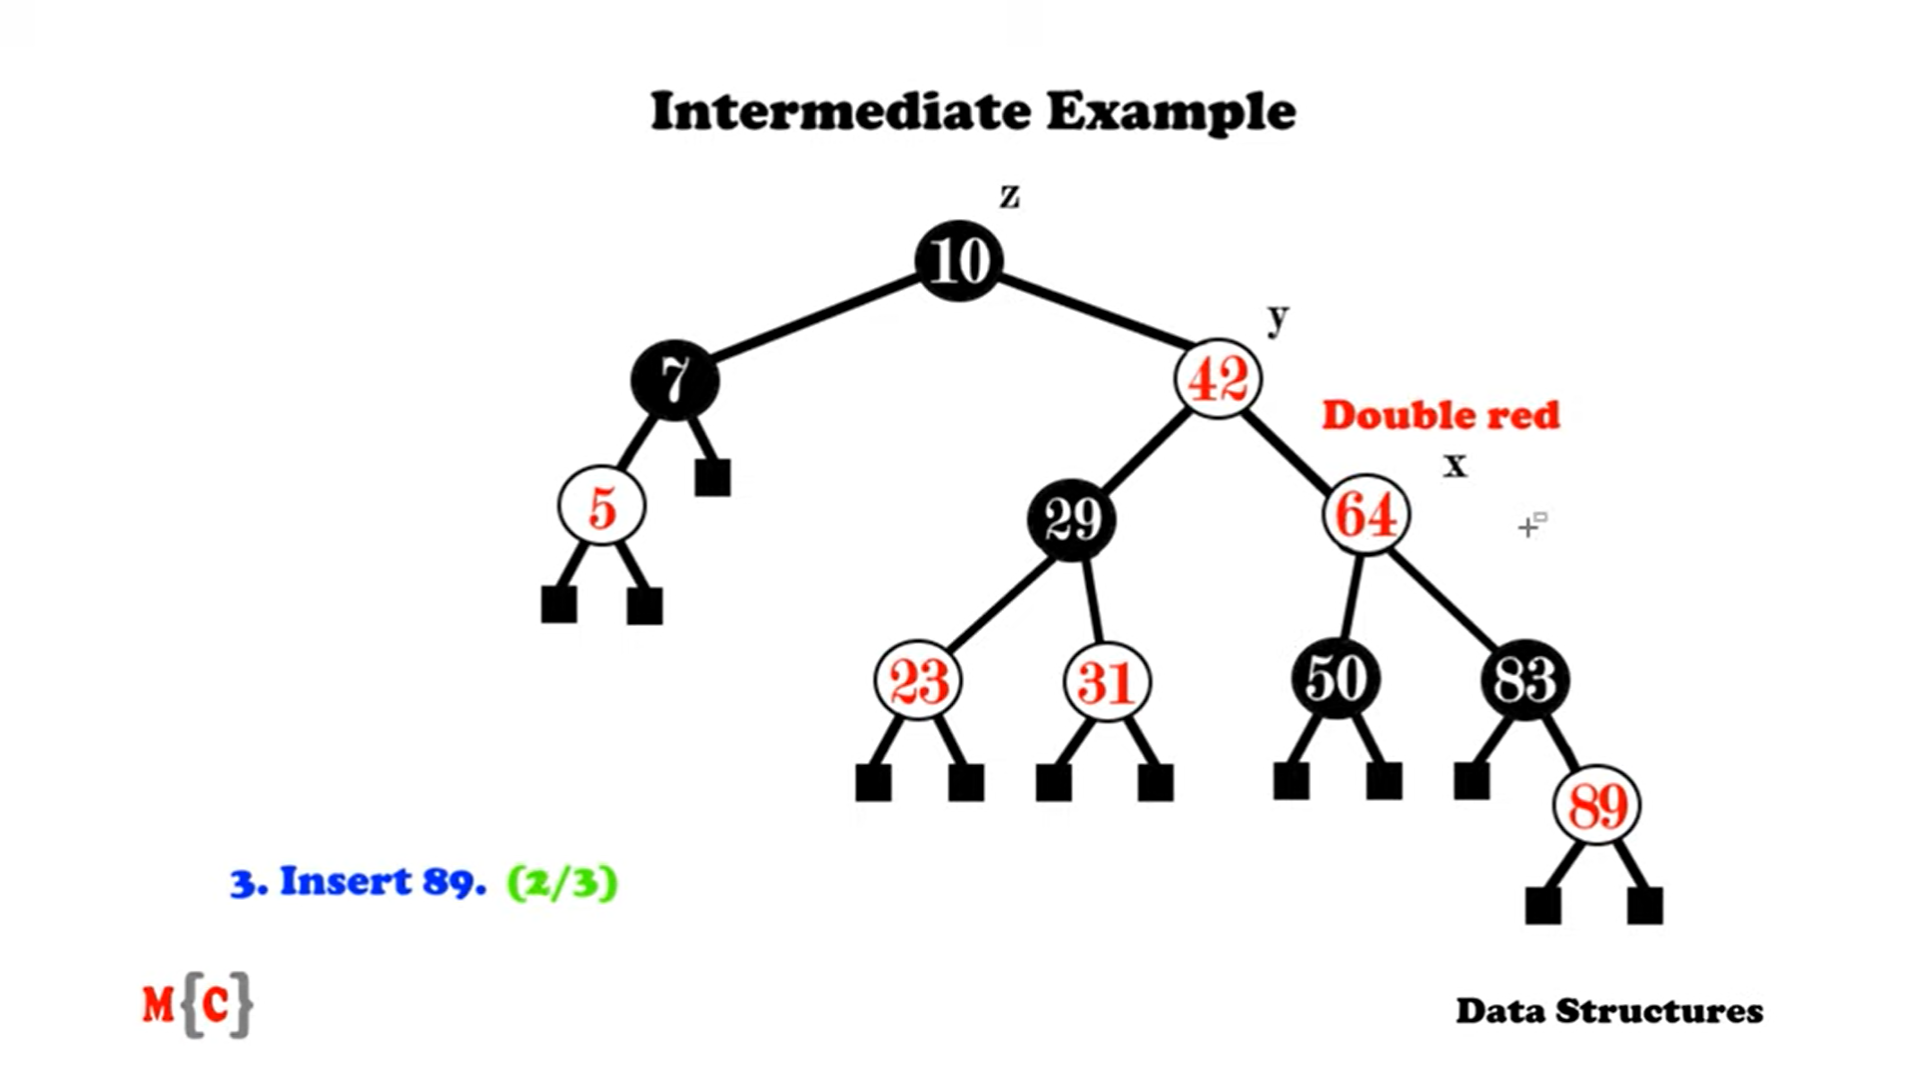 Intermediate Example
z
10
y
7
42
Double red
x
5
29
64
23
31
50
83
89
3. Insert 89. (2/3)
M{C}
Data Structures